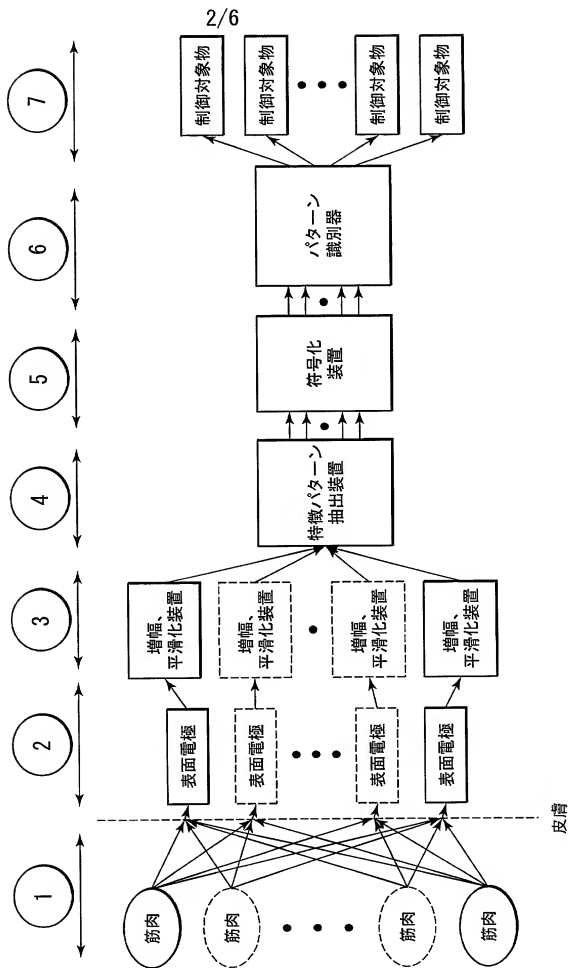 2/6
1
2
3
4
5
6
7
筋肉
筋肉
筋肉
筋肉
皮膚
表面電極
表面電極
表面電極
表面電極
増幅、
平滑化装置
増幅、
平滑化装置
増幅、
平滑化装置
増幅、
平滑化装置
特徴パターン
抽出装置
符号化
装置
パターン
識別器
制御対象物
制御対象物
制御対象物
制御対象物